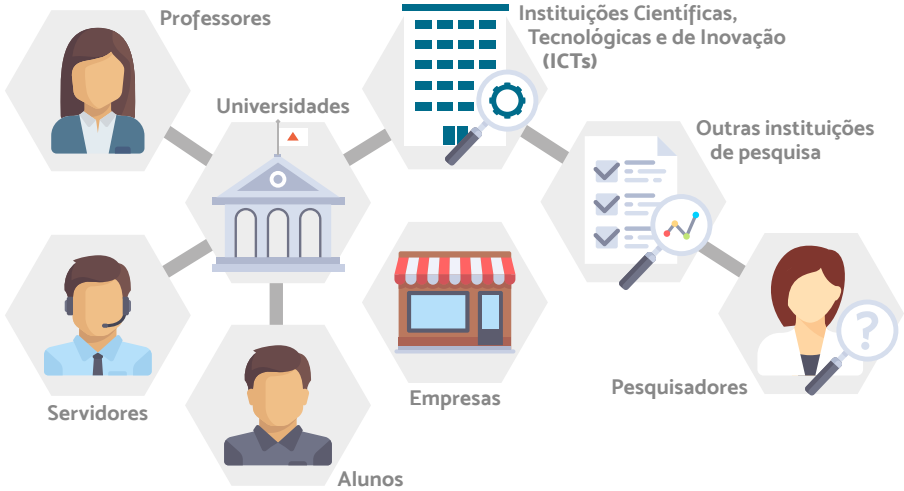 Professores
Instituições Científicas,
Tecnológicas e de Inovação
(ICTs)
Universidades
Outras instituições
de pesquisa
?
Pesquisadores
Empresas
Servidores
Alunos